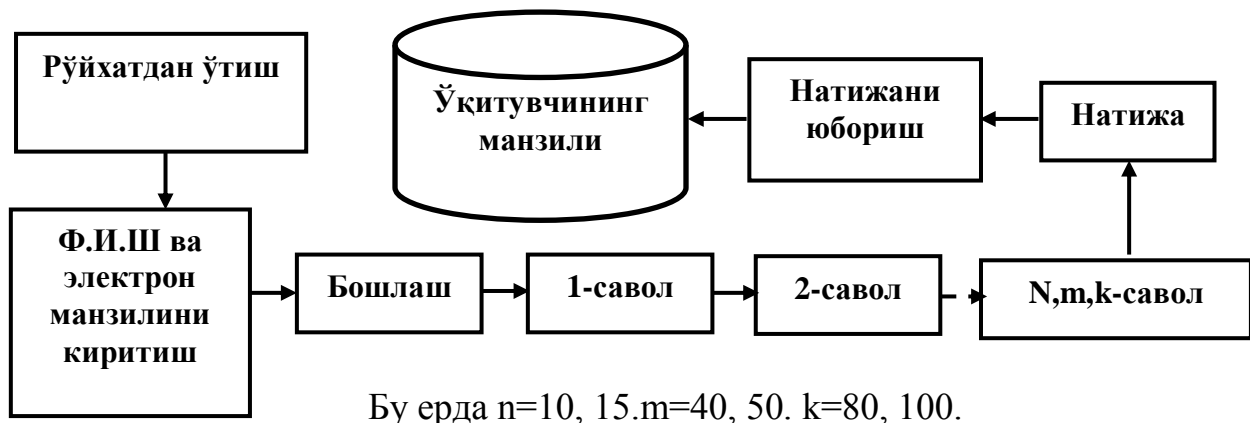 Рўйхатдан ўтиш
Ф.И.Ш ва
электрон
манзилини
киритиш
Бошлаш
1-савол
2-савол
N,m,k-савол
Натижа
Натижани
юбориш
Ўқитувчининг
манзили
Бу ерда n=10, 15.m=40, 50. k=80, 100.